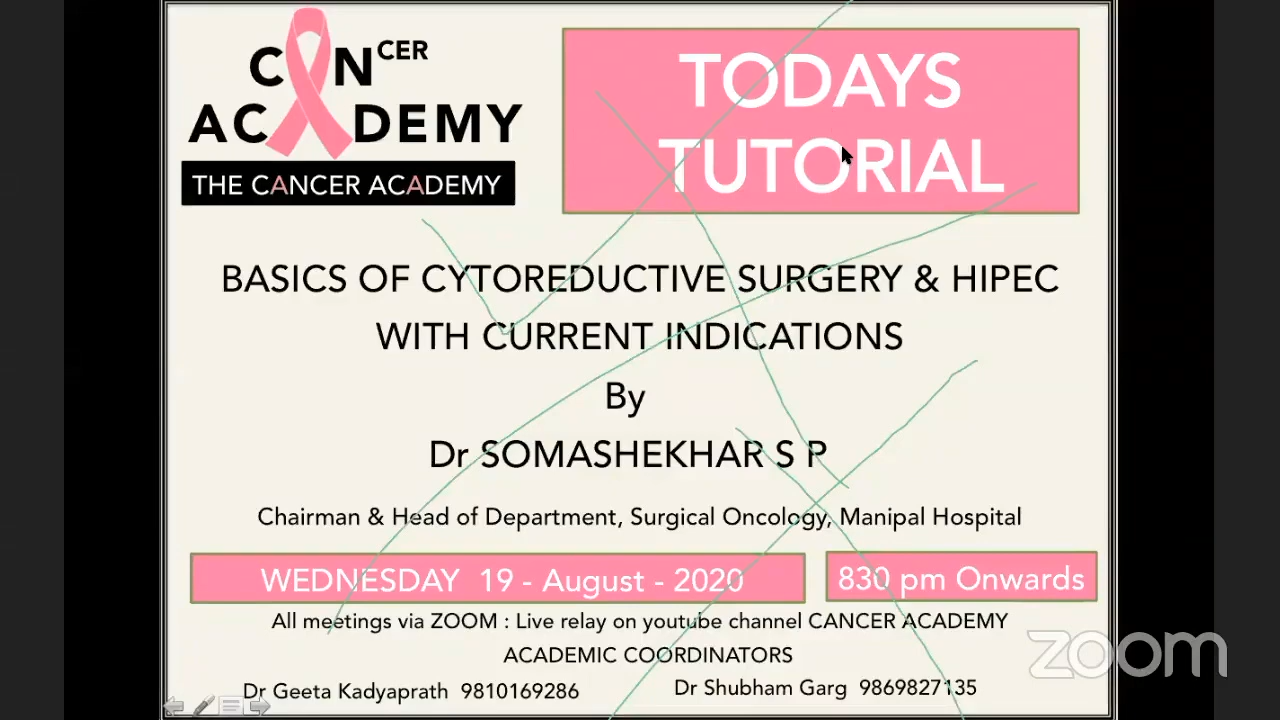 CANCER
ACADEMY
THE CANCER ACADEMY
TODAYS
TUTORIAL
BASICS OF CYTOREDUCTIVE SURGERY & HIPEC
WITH CURRENT INDICATIONS
By
Dr SOMASHEKHAR S P
Chairman & Head of Department, Surgical Oncology, Manipal Hospital
WEDNESDAY 19 - August - 2020
830 pm Onwards
All meetings via ZOOM : Live relay on youtube channel CANCER ACADEMY
ACADEMIC COORDINATORS
Dr Geeta Kadyaprath 9810169286
Dr Shubham Garg 9869827135
zoom